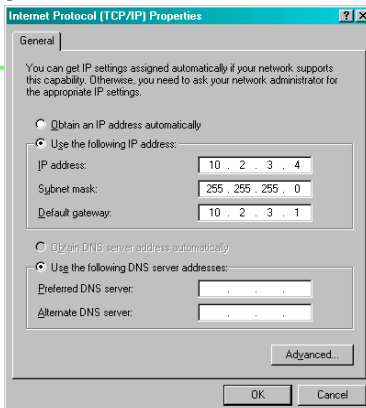 Internet Protocol (TCP/IP) Properties ? X
General
You can get IP settings assigned automatically if your network supports
this capability. Otherwise, you need to ask your network administrator for
the appropriate IP settings.
Obtain an IP address automatically
Use the following IP address:
IP address: 10 . 2 . 3 . 4
Subnet mask: 255 . 255 . 255 . 0
Default gateway: 10 . 2 . 3 . 1
Obtain DNS server address automatically
Use the following DNS server addresses:
Preferred DNS server: . . .
Alternate DNS server: . . .
Advanced...
OK Cancel